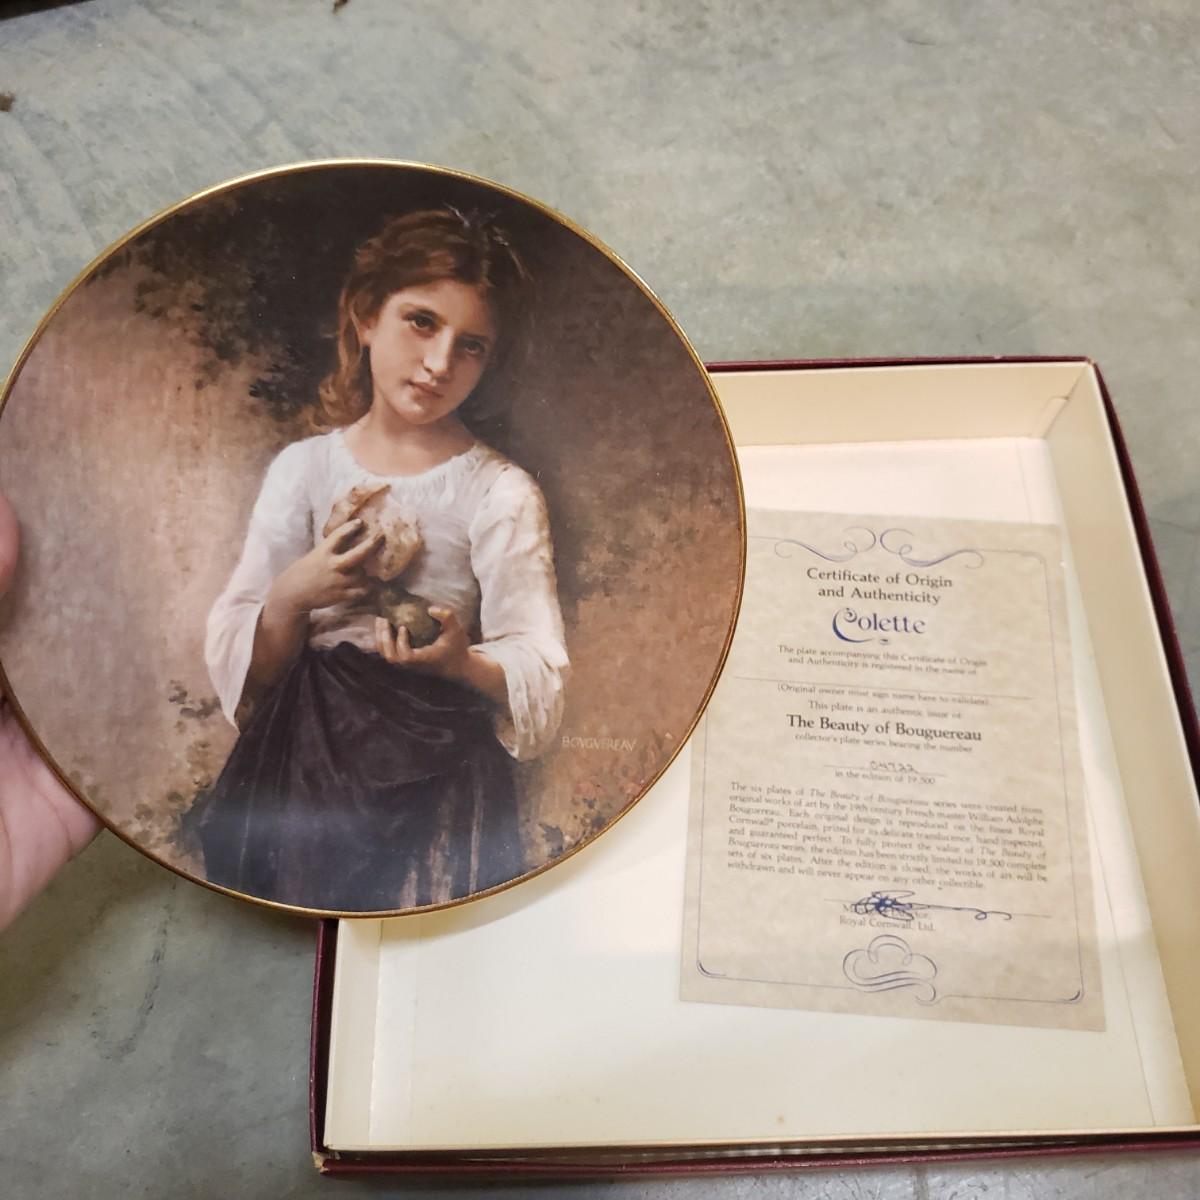 BOVGVEREAV
Certificate of Origin
and Authenticity
Colette
The plate accompanying this Certificate of Origin
and Authenticity is registered in the name of
(Original owner must sign name here to validate)
This plate is an authentic issue of
The Beauty of Bouguereau
collector's plate series bearing the number
04722
in the edition of 19,500
The six plates of The Beauty of Bouguereau series were created from
original works of art by the 19th century French master William Adolphe
Bouguereau. Each original design is reproduced on the finest Royal
Cornwall® porcelain, prized for its delicate translucence, hand inspected,
and guaranteed perfect. To fully protect the value of The Beauty of
Bouguereau series, the edition has been strictly limited to 19,500 complete
sets of six plates. After the edition is closed, the works of art will be
withdrawn and will never appear on any other collectible.
Royal Cornwall, Ltd.